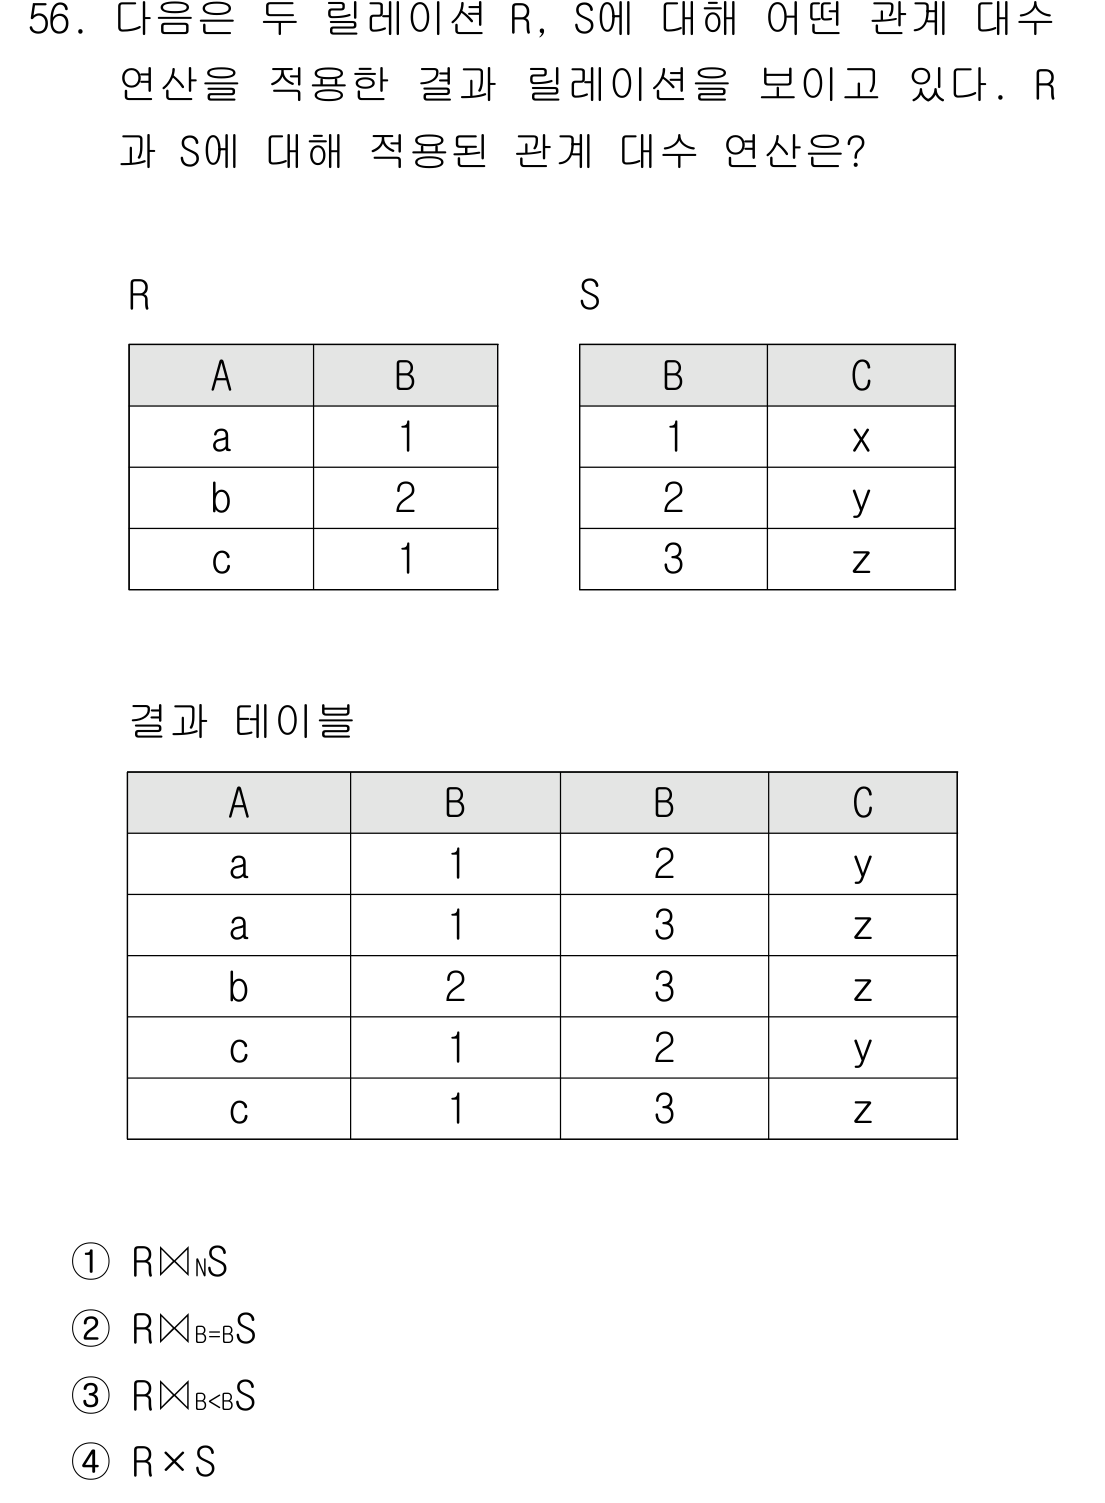 56. 다음은 두 릴레이션 R, S에 대해 어떤 관계 대수
연산을 적용한 결과 릴레이션을 보이고 있다. R
과 S에 대해 적용된 관계 대수 연산은?
R S
A B B C
a 1 1 x
b 2 2 y
c 1 3 z
결과 테이블
A B B C
a 1 2 y
a 1 3 z
b 2 3 z
c 1 2 y
c 1 3 z
① R⋈NS
② R⋈B=BS
③ R⋈B<BS
④ R×S